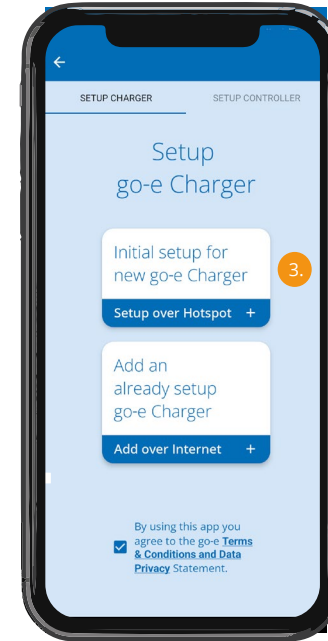 SETUP CHARGER
SETUP CONTROLLER
Setup
go-e Charger
Initial setup for
new go-e Charger
3.
Setup over Hotspot +
Add an
already setup
go-e Charger
Add over Internet +
By using this app you
agree to the go-e Terms
& Conditions and Data
Privacy Statement.